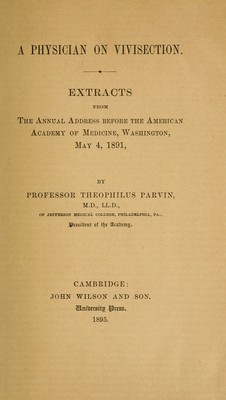 A PHYSICIAN ON VIVISECTION.
EXTRACTS
FROM
THE ANNUAL ADDRESS BEFORE THE AMERICAN
ACADEMY OF MEDICINE, WASHINGTON,
MAY 4, 1891,
BY
PROFESSOR THEOPHILUS PARVIN,
M.D., LL.D.,
OF JEFFERSON MEDICAL COLLEGE, PHILADELPHIA, PA.,
President of the Academy.
CAMBRIDGE:
JOHN WILSON AND SON.
University Press.
1895.